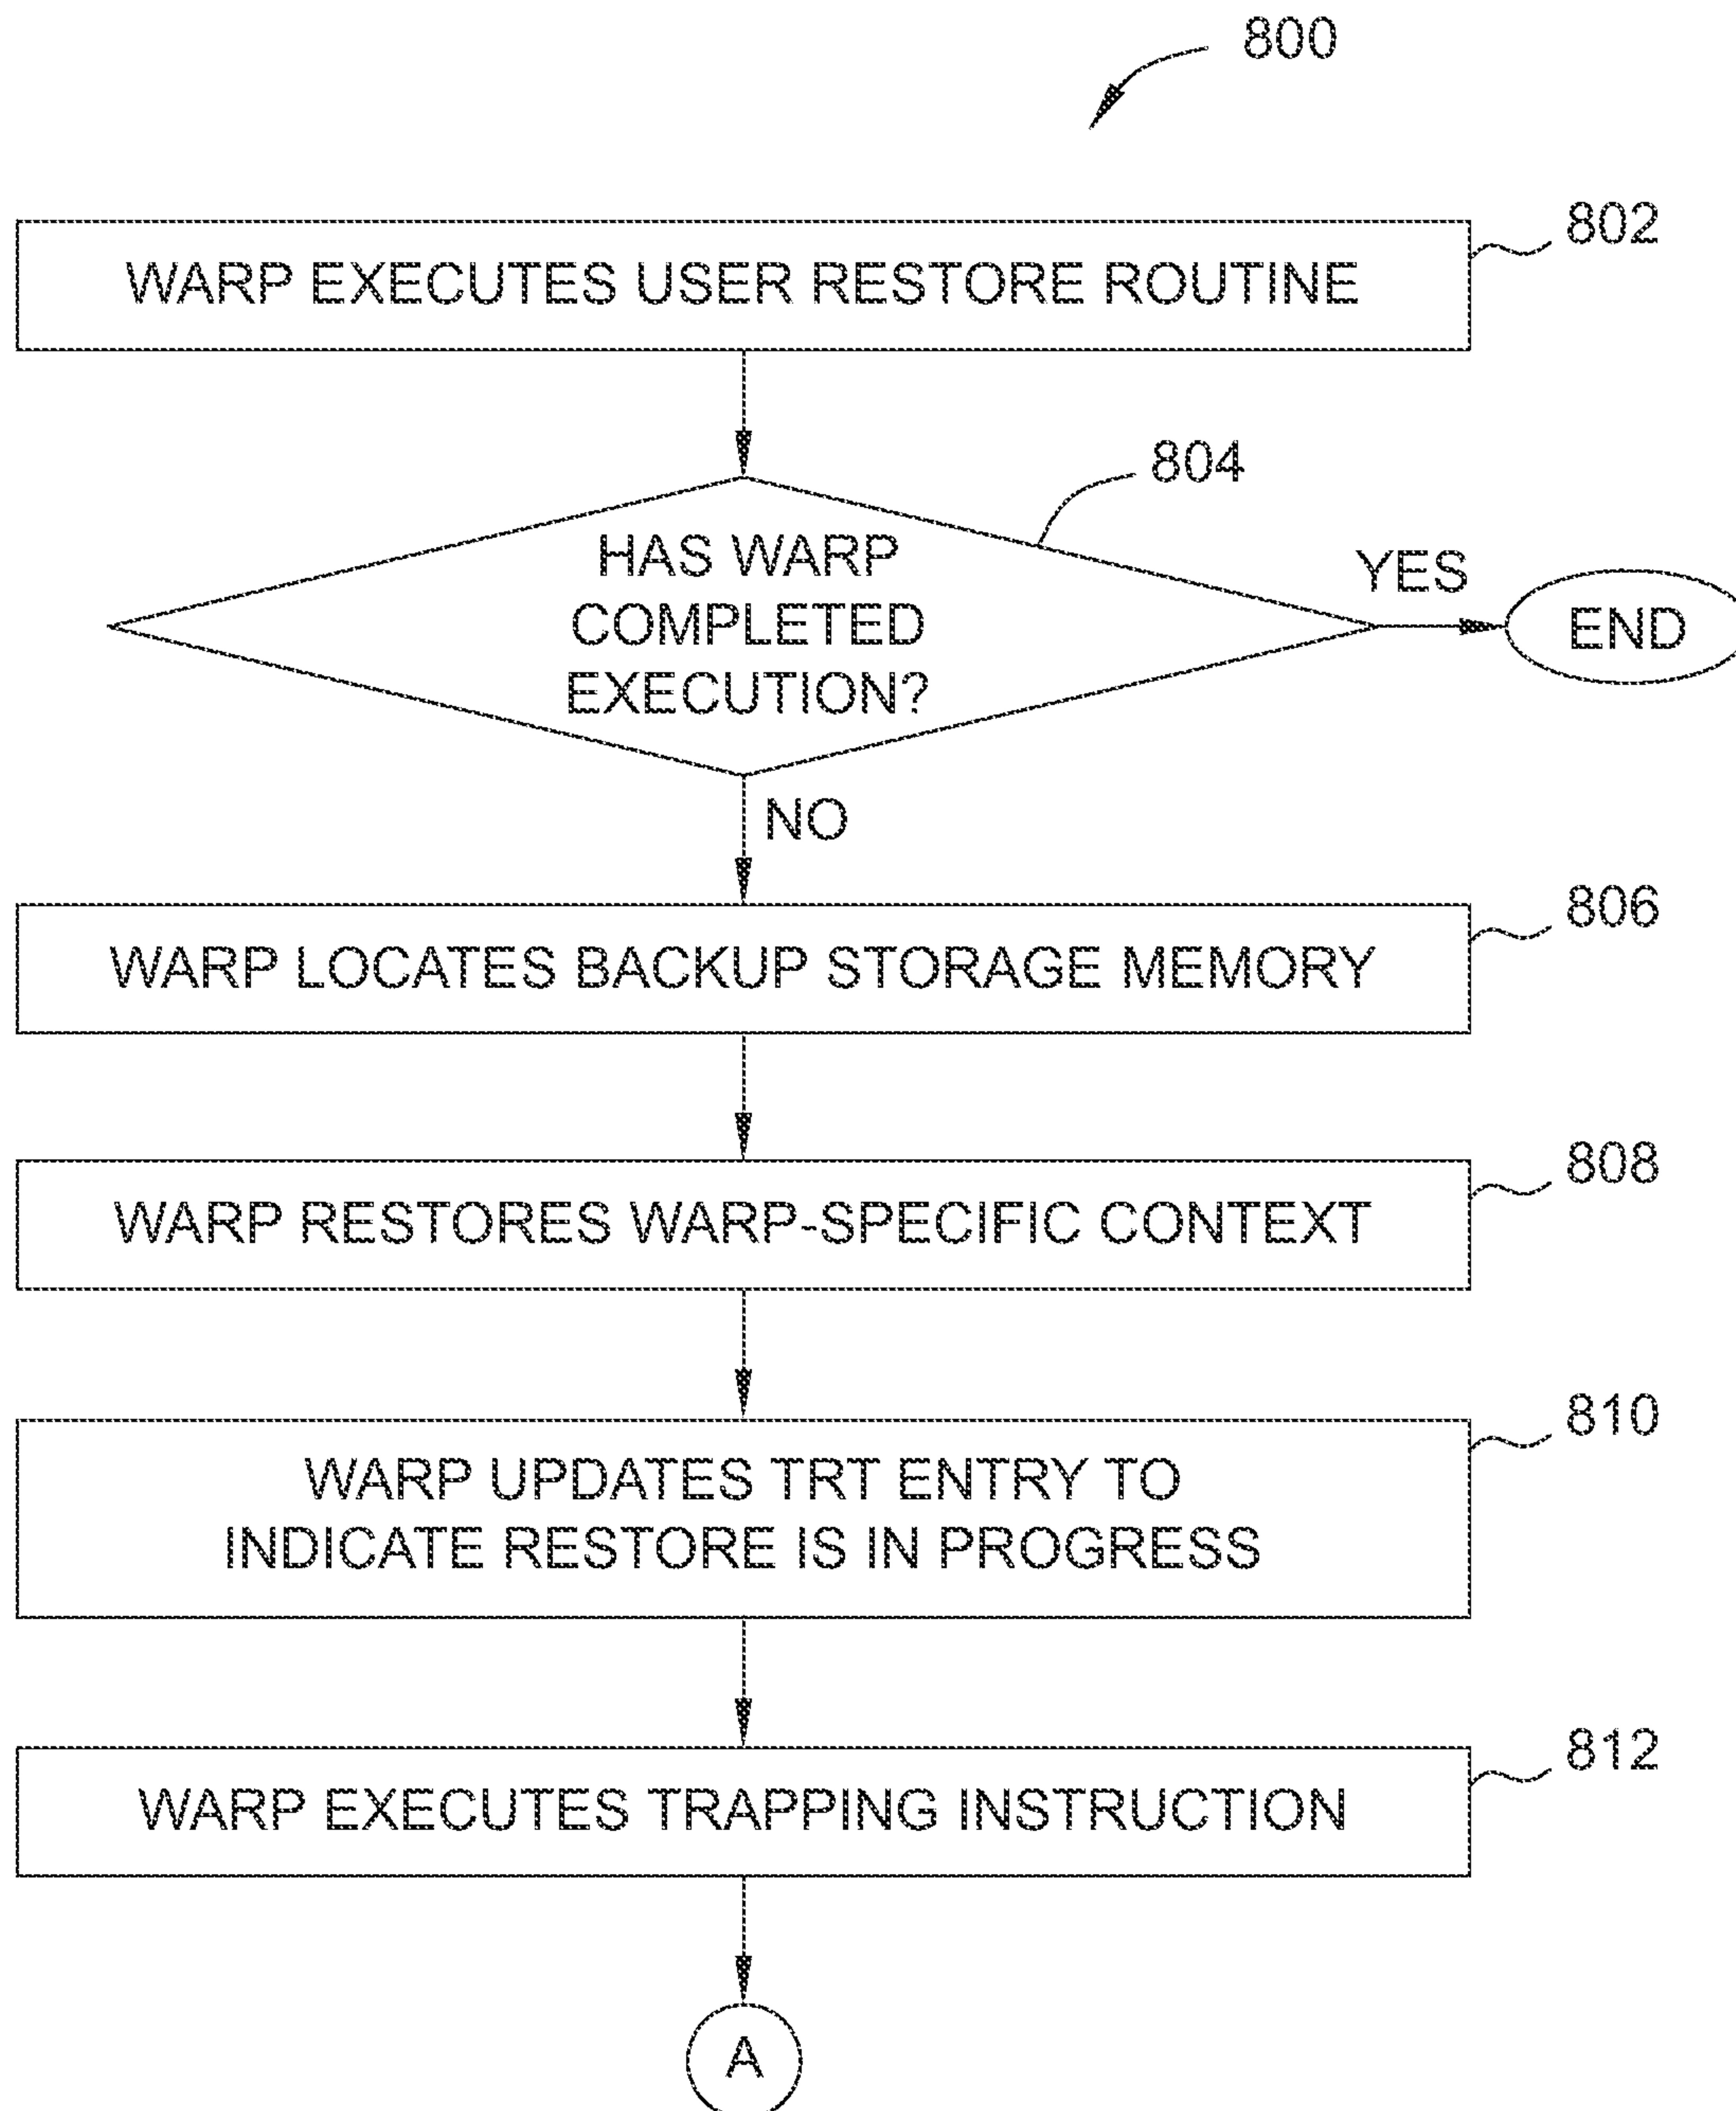 800
WARP EXECUTES USER RESTORE ROUTINE
802
804
HAS WARP
COMPLETED
EXECUTION?
YES
END
NO
WARP LOCATES BACKUP STORAGE MEMORY
806
WARP RESTORES WARP-SPECIFIC CONTEXT
808
WARP UPDATES TRT ENTRY TO
INDICATE RESTORE IS IN PROGRESS
810
WARP EXECUTES TRAPPING INSTRUCTION
812
A